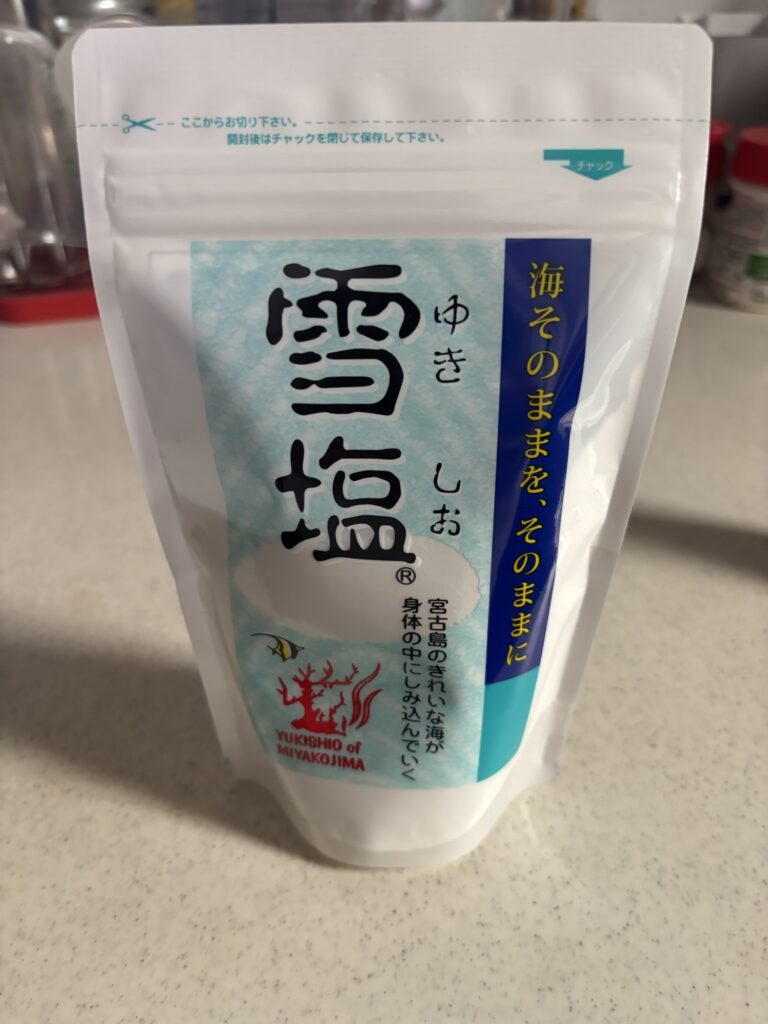 ここからお切り下さい。
開封後はチャックを閉じて保存して下さい。
チャック
海そのままを、そのままに
雪塩
ゆきしお
®
宮古島のきれいな海が
身体の中にしみ込んでいく
YUKISHIO of
MIYAKOJIMA